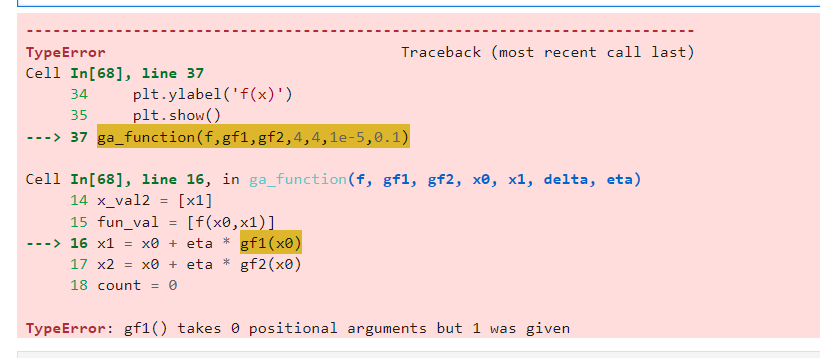 ---------------------------------------------------------------------------
TypeError                                 Traceback (most recent call last)
Cell In[68], line 37
     34     plt.ylabel('f(x)')
     35     plt.show()
---> 37 ga_function(f,gf1,gf2,4,4,1e-5,0.1)
Cell In[68], line 16, in ga_function(f, gf1, gf2, x0, x1, delta, eta)
     14 x_val2 = [x1]
     15 fun_val = [f(x0,x1)]
---> 16 x1 = x0 + eta * gf1(x0)
     17 x2 = x0 + eta * gf2(x0)
     18 count = 0
TypeError: gf1() takes 0 positional arguments but 1 was given